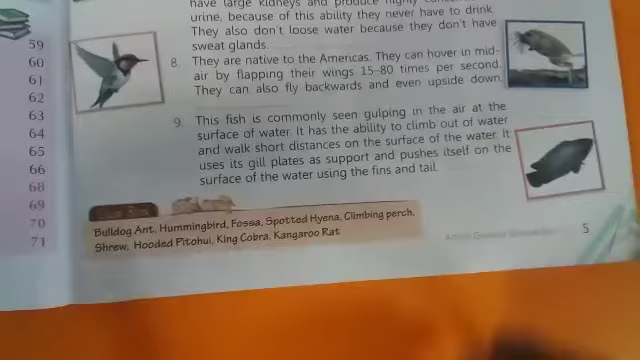 have large kidneys and produce highly
urine, because of this ability they never have to drink.
They also don't loose water because they don't have
sweat glands.
8. They are native to the Americas. They can hover in mid-
air by flapping their wings 15-80 times per second.
They can also fly backwards and even upside down.
9. This fish is commonly seen gulping in the air at the
surface of water. It has the ability to climb out of water
and walk short distances on the surface of the water. It
uses its gill plates as support and pushes itself on the
surface of the water using the fins and tail.
Bulldog Ant, Hummingbird, Fossa, Spotted Hyena, Climbing perch,
Shrew, Hooded Pitohui, King Cobra, Kangaroo Rat
5
59
60
61
62
63
64
65
66
68
69
70
71